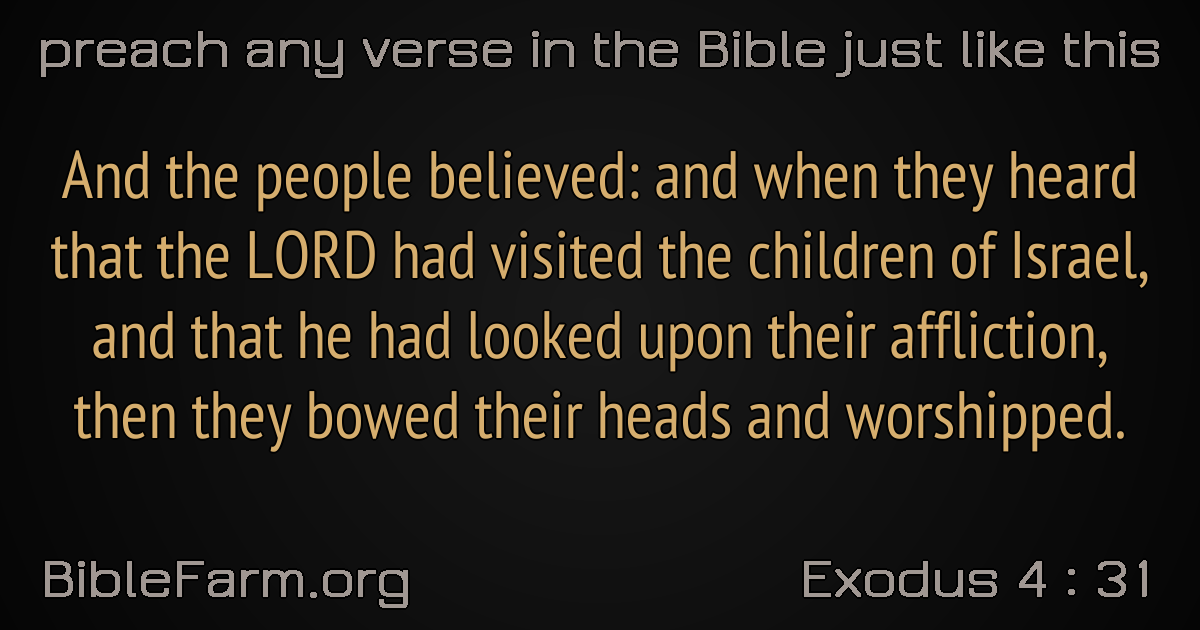 preach any verse in the Bible just like this
And the people believed: and when they heard
that the LORD had visited the children of Israel,
and that he had looked upon their affliction,
then they bowed their heads and worshipped.
BibleFarm.org
Exodus 4 : 31